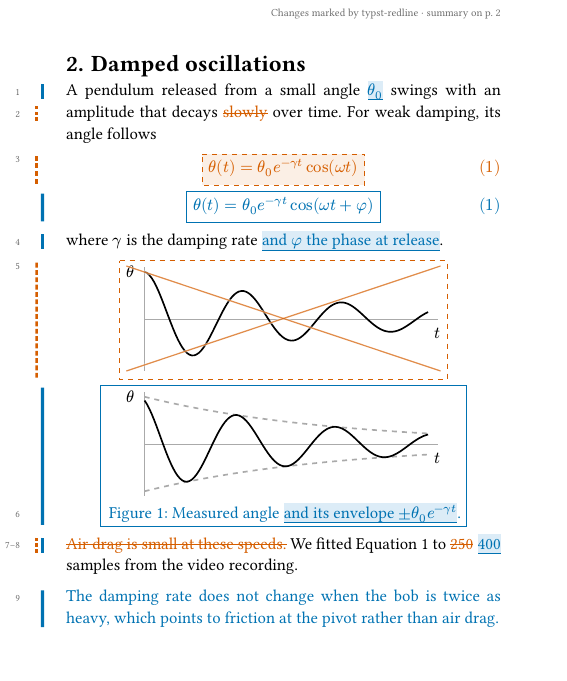 Changes marked by typst-redline · summary on p. 2
2. Damped oscillations
1 A pendulum released from a small angle θ₀ swings with an
2 amplitude that decays slowly over time. For weak damping, its
angle follows
3 θ(t) = θ₀e^{−γt} cos(ωt) (1)
θ(t) = θ₀e^{−γt} cos(ωt + φ) (1)
4 where γ is the damping rate and φ the phase at release.
5 θ
t
θ
t
6 Figure 1: Measured angle and its envelope ±θ₀e^{−γt}.
7–8 Air drag is small at these speeds. We fitted Equation 1 to 250 400
samples from the video recording.
9 The damping rate does not change when the bob is twice as
heavy, which points to friction at the pivot rather than air drag.